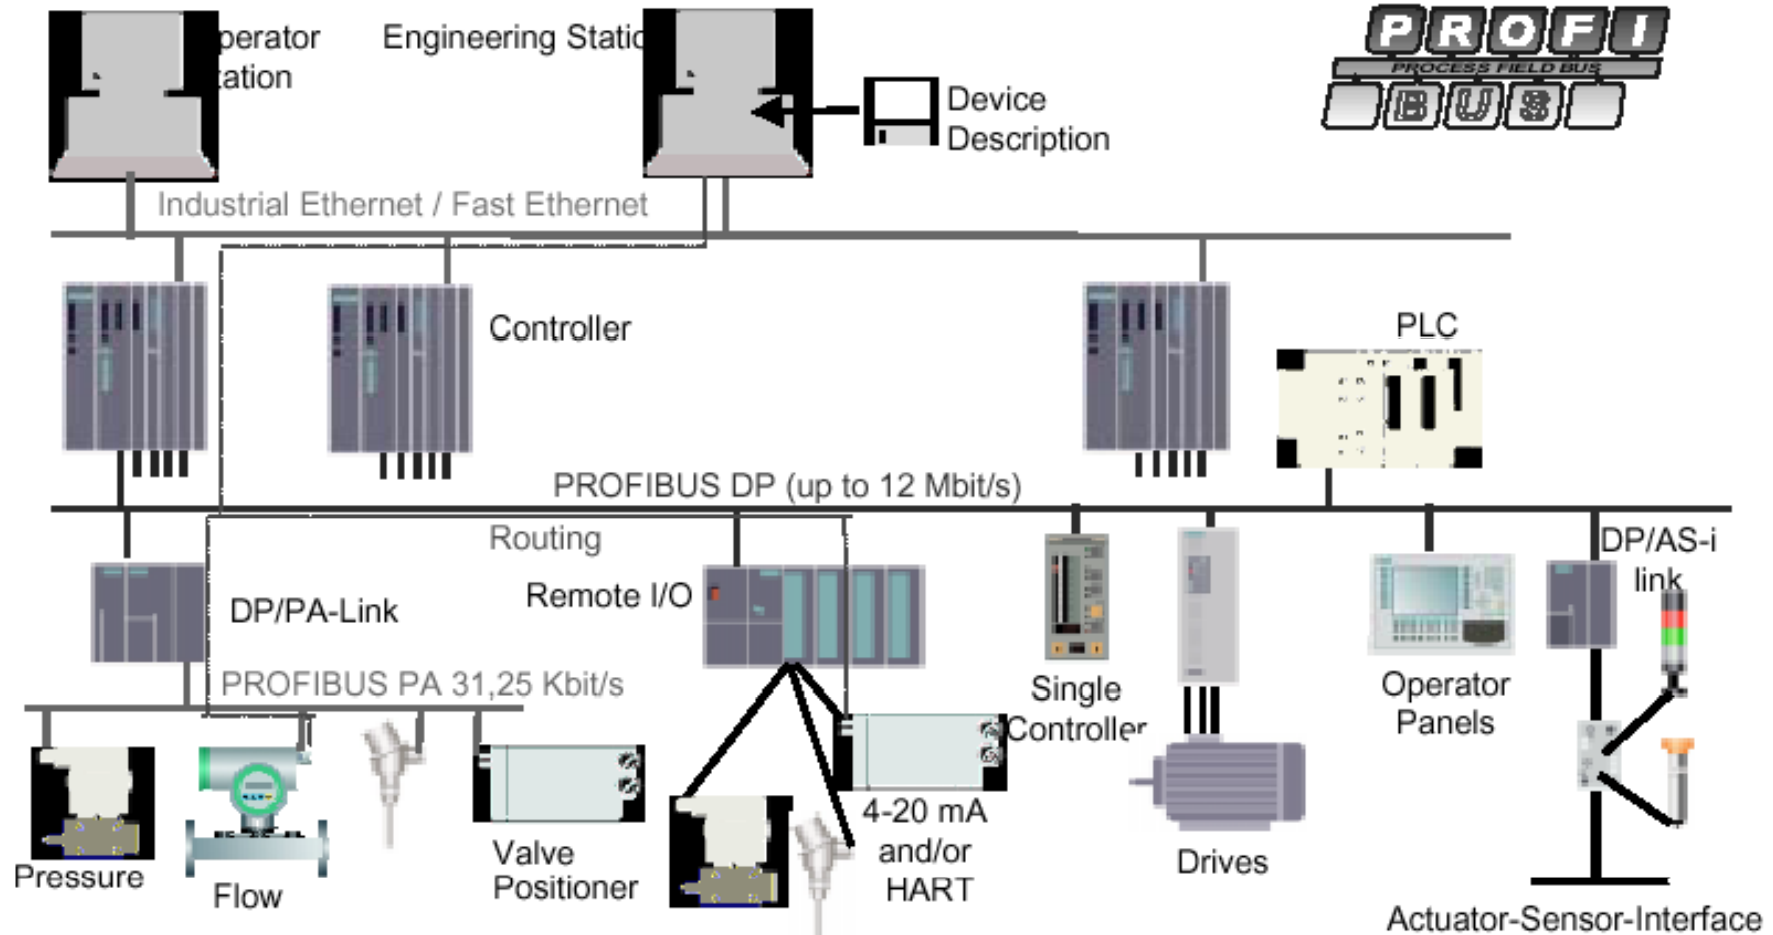 perator
tation
Engineering Static
Device
Description
PROFI
PROCESS FIELD BUS
BUS
Industrial Ethernet / Fast Ethernet
Controller
PLC
PROFIBUS DP (up to 12 Mbit/s)
Routing
DP/AS-i
link
Remote I/O
DP/PA-Link
PROFIBUS PA 31,25 Kbit/s
Single
Controller
Operator
Panels
4-20 mA
and/or
HART
Valve
Positioner
Drives
Pressure
Flow
Actuator-Sensor-Interface